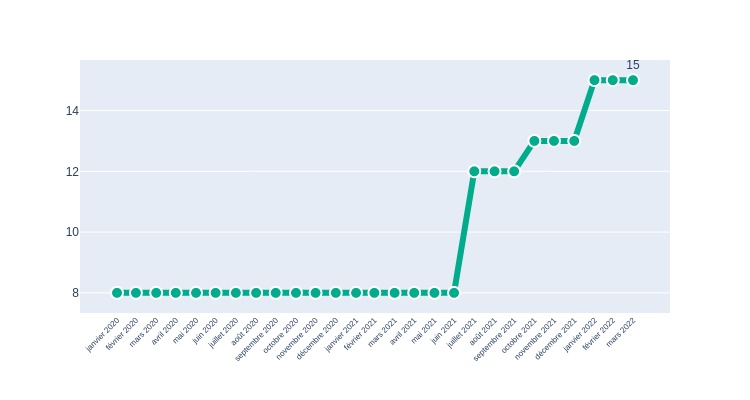 15
14
12
10
8
janvier 2020
février 2020
mars 2020
avril 2020
mai 2020
juin 2020
juillet 2020
août 2020
septembre 2020
octobre 2020
novembre 2020
décembre 2020
janvier 2021
février 2021
mars 2021
avril 2021
mai 2021
juin 2021
juillet 2021
août 2021
septembre 2021
octobre 2021
novembre 2021
décembre 2021
janvier 2022
février 2022
mars 2022